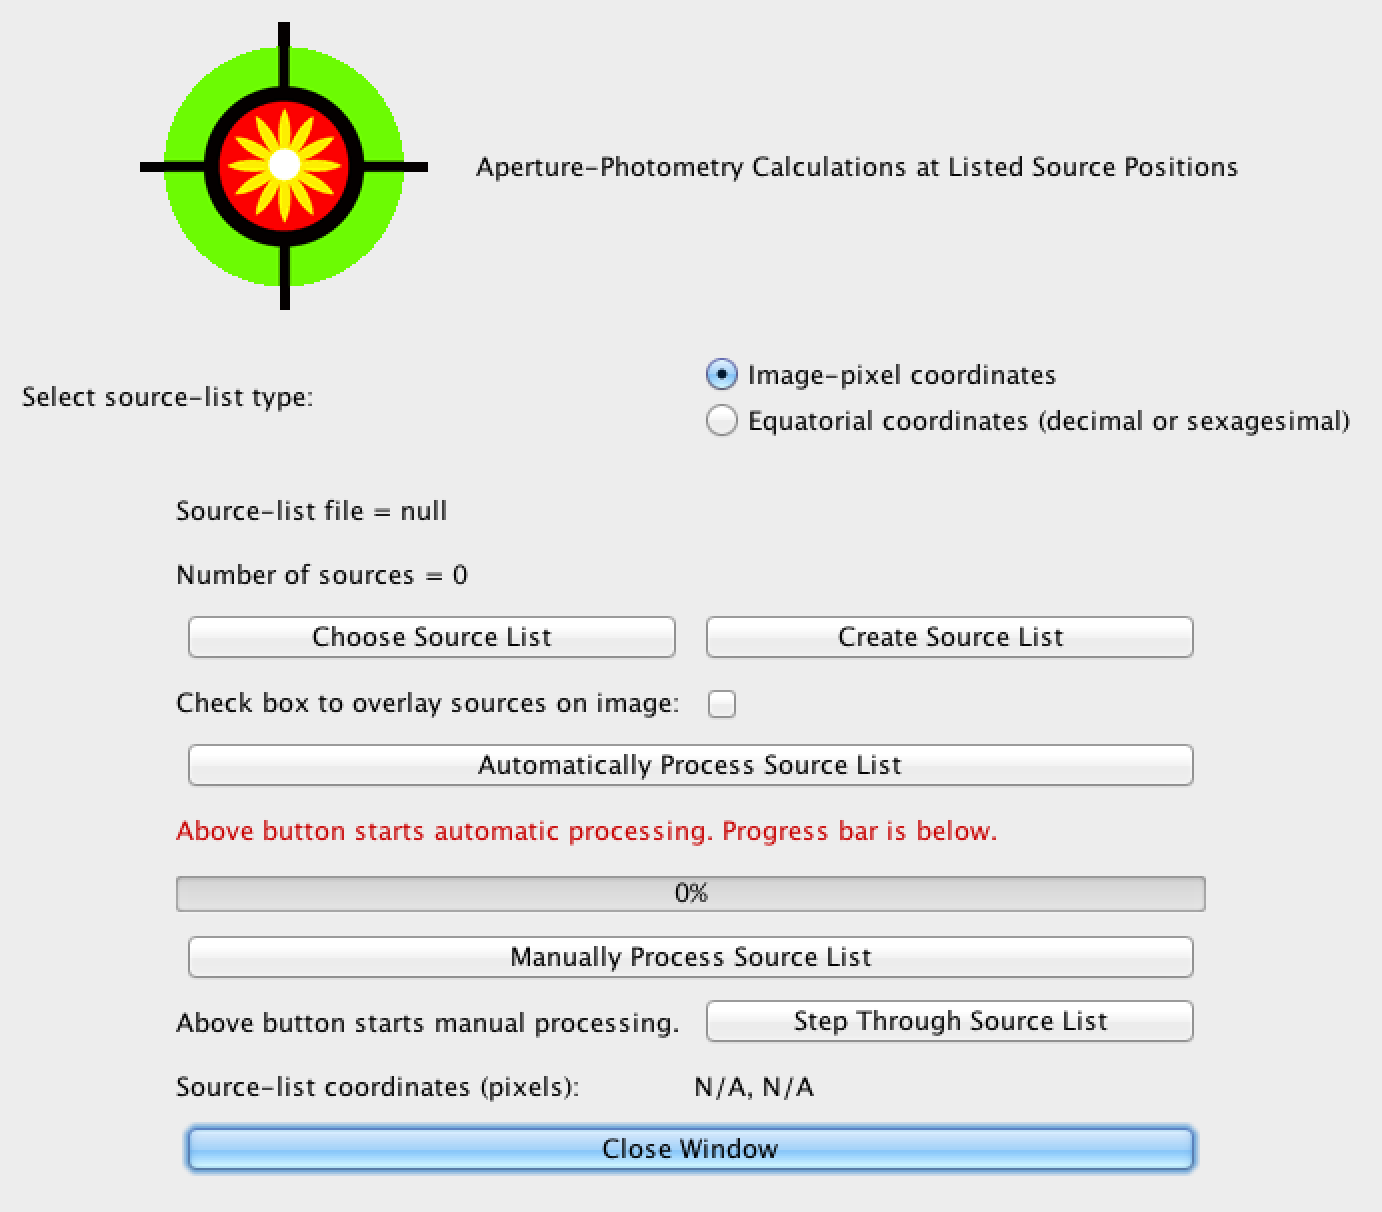 Aperture-Photometry Calculations at Listed Source Positions
Select source-list type:
Image-pixel coordinates
Equatorial coordinates (decimal or sexagesimal)
Source-list file = null
Number of sources = 0
Choose Source List
Create Source List
Check box to overlay sources on image:
Automatically Process Source List
Above button starts automatic processing. Progress bar is below.
0%
Manually Process Source List
Above button starts manual processing.
Step Through Source List
Source-list coordinates (pixels):
N/A, N/A
Close Window